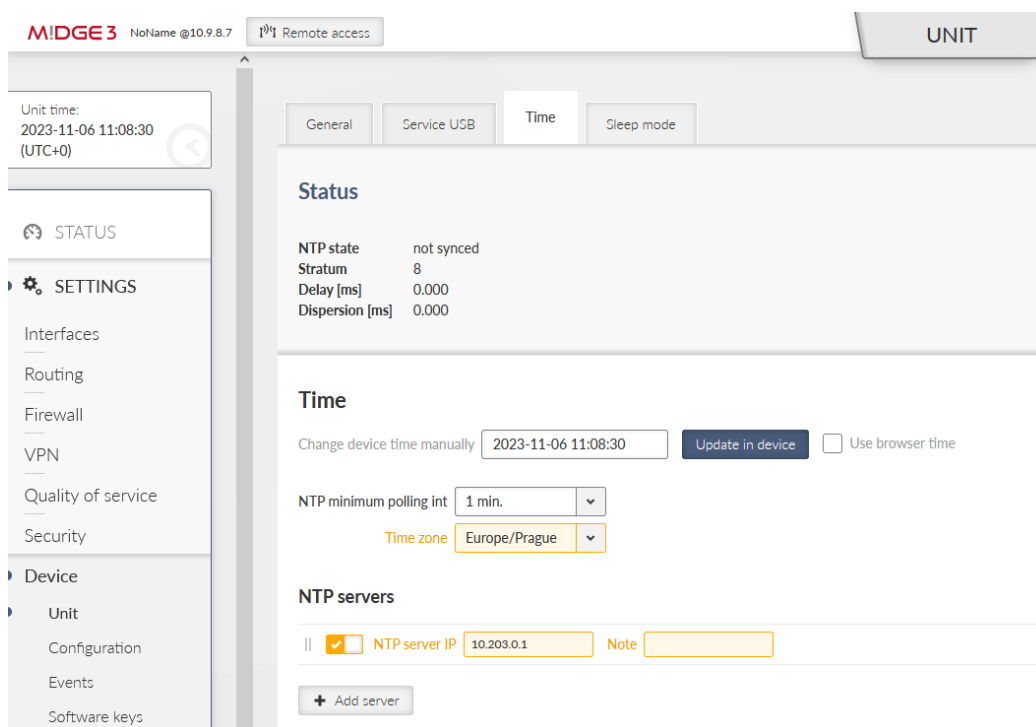 M!DGE3 NoName @10.9.8.7 Remote access
UNIT
Unit time:
2023-11-06 11:08:30
(UTC+0)
STATUS
SETTINGS
Interfaces
Routing
Firewall
VPN
Quality of service
Security
Device
Unit
Configuration
Events
Software keys
General Service USB Time Sleep mode
Status
NTP state not synced
Stratum 8
Delay [ms] 0.000
Dispersion [ms] 0.000
Time
Change device time manually 2023-11-06 11:08:30 Update in device Use browser time
NTP minimum polling int 1 min.
Time zone Europe/Prague
NTP servers
NTP server IP 10.203.0.1 Note
+ Add server